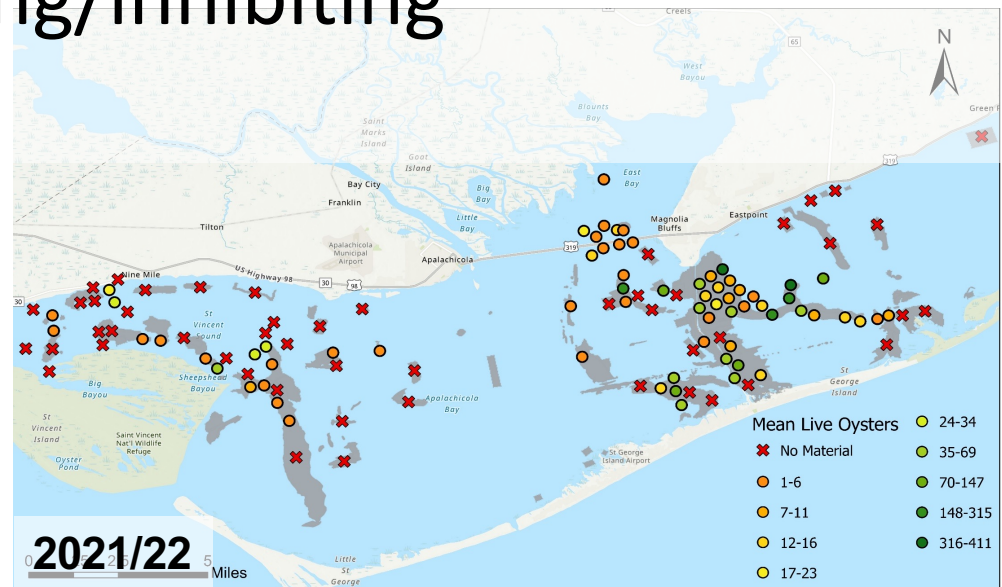 ng/inhibiting
Creels
65
N
West
Bayou
Blounts
Bay
Green
319
Saint
Marks
Island
Goat
Island
East
Bay
Bay City
Big
Bay
Franklin
Little
Bay
Magnolia
Bluffs
Eastpoint
Tilton
Apalachicola
Municipal
Airport
Apalachicola
319
Nine Mile
US Highway 98
30
98
30
St
Vincent
Sound
Sheepshead
Bayou
Big
Bayou
Apalachicola
Bay
St
George
Island
St
Vincent
Island
Saint Vincent
Nat'l Wildlife
Refuge
Oyster
Pond
St George
Island Airport
Mean Live Oysters
No Material
1-6
7-11
12-16
17-23
24-34
35-69
70-147
148-315
316-411
2021/22
0
5
Miles
Little
St
George